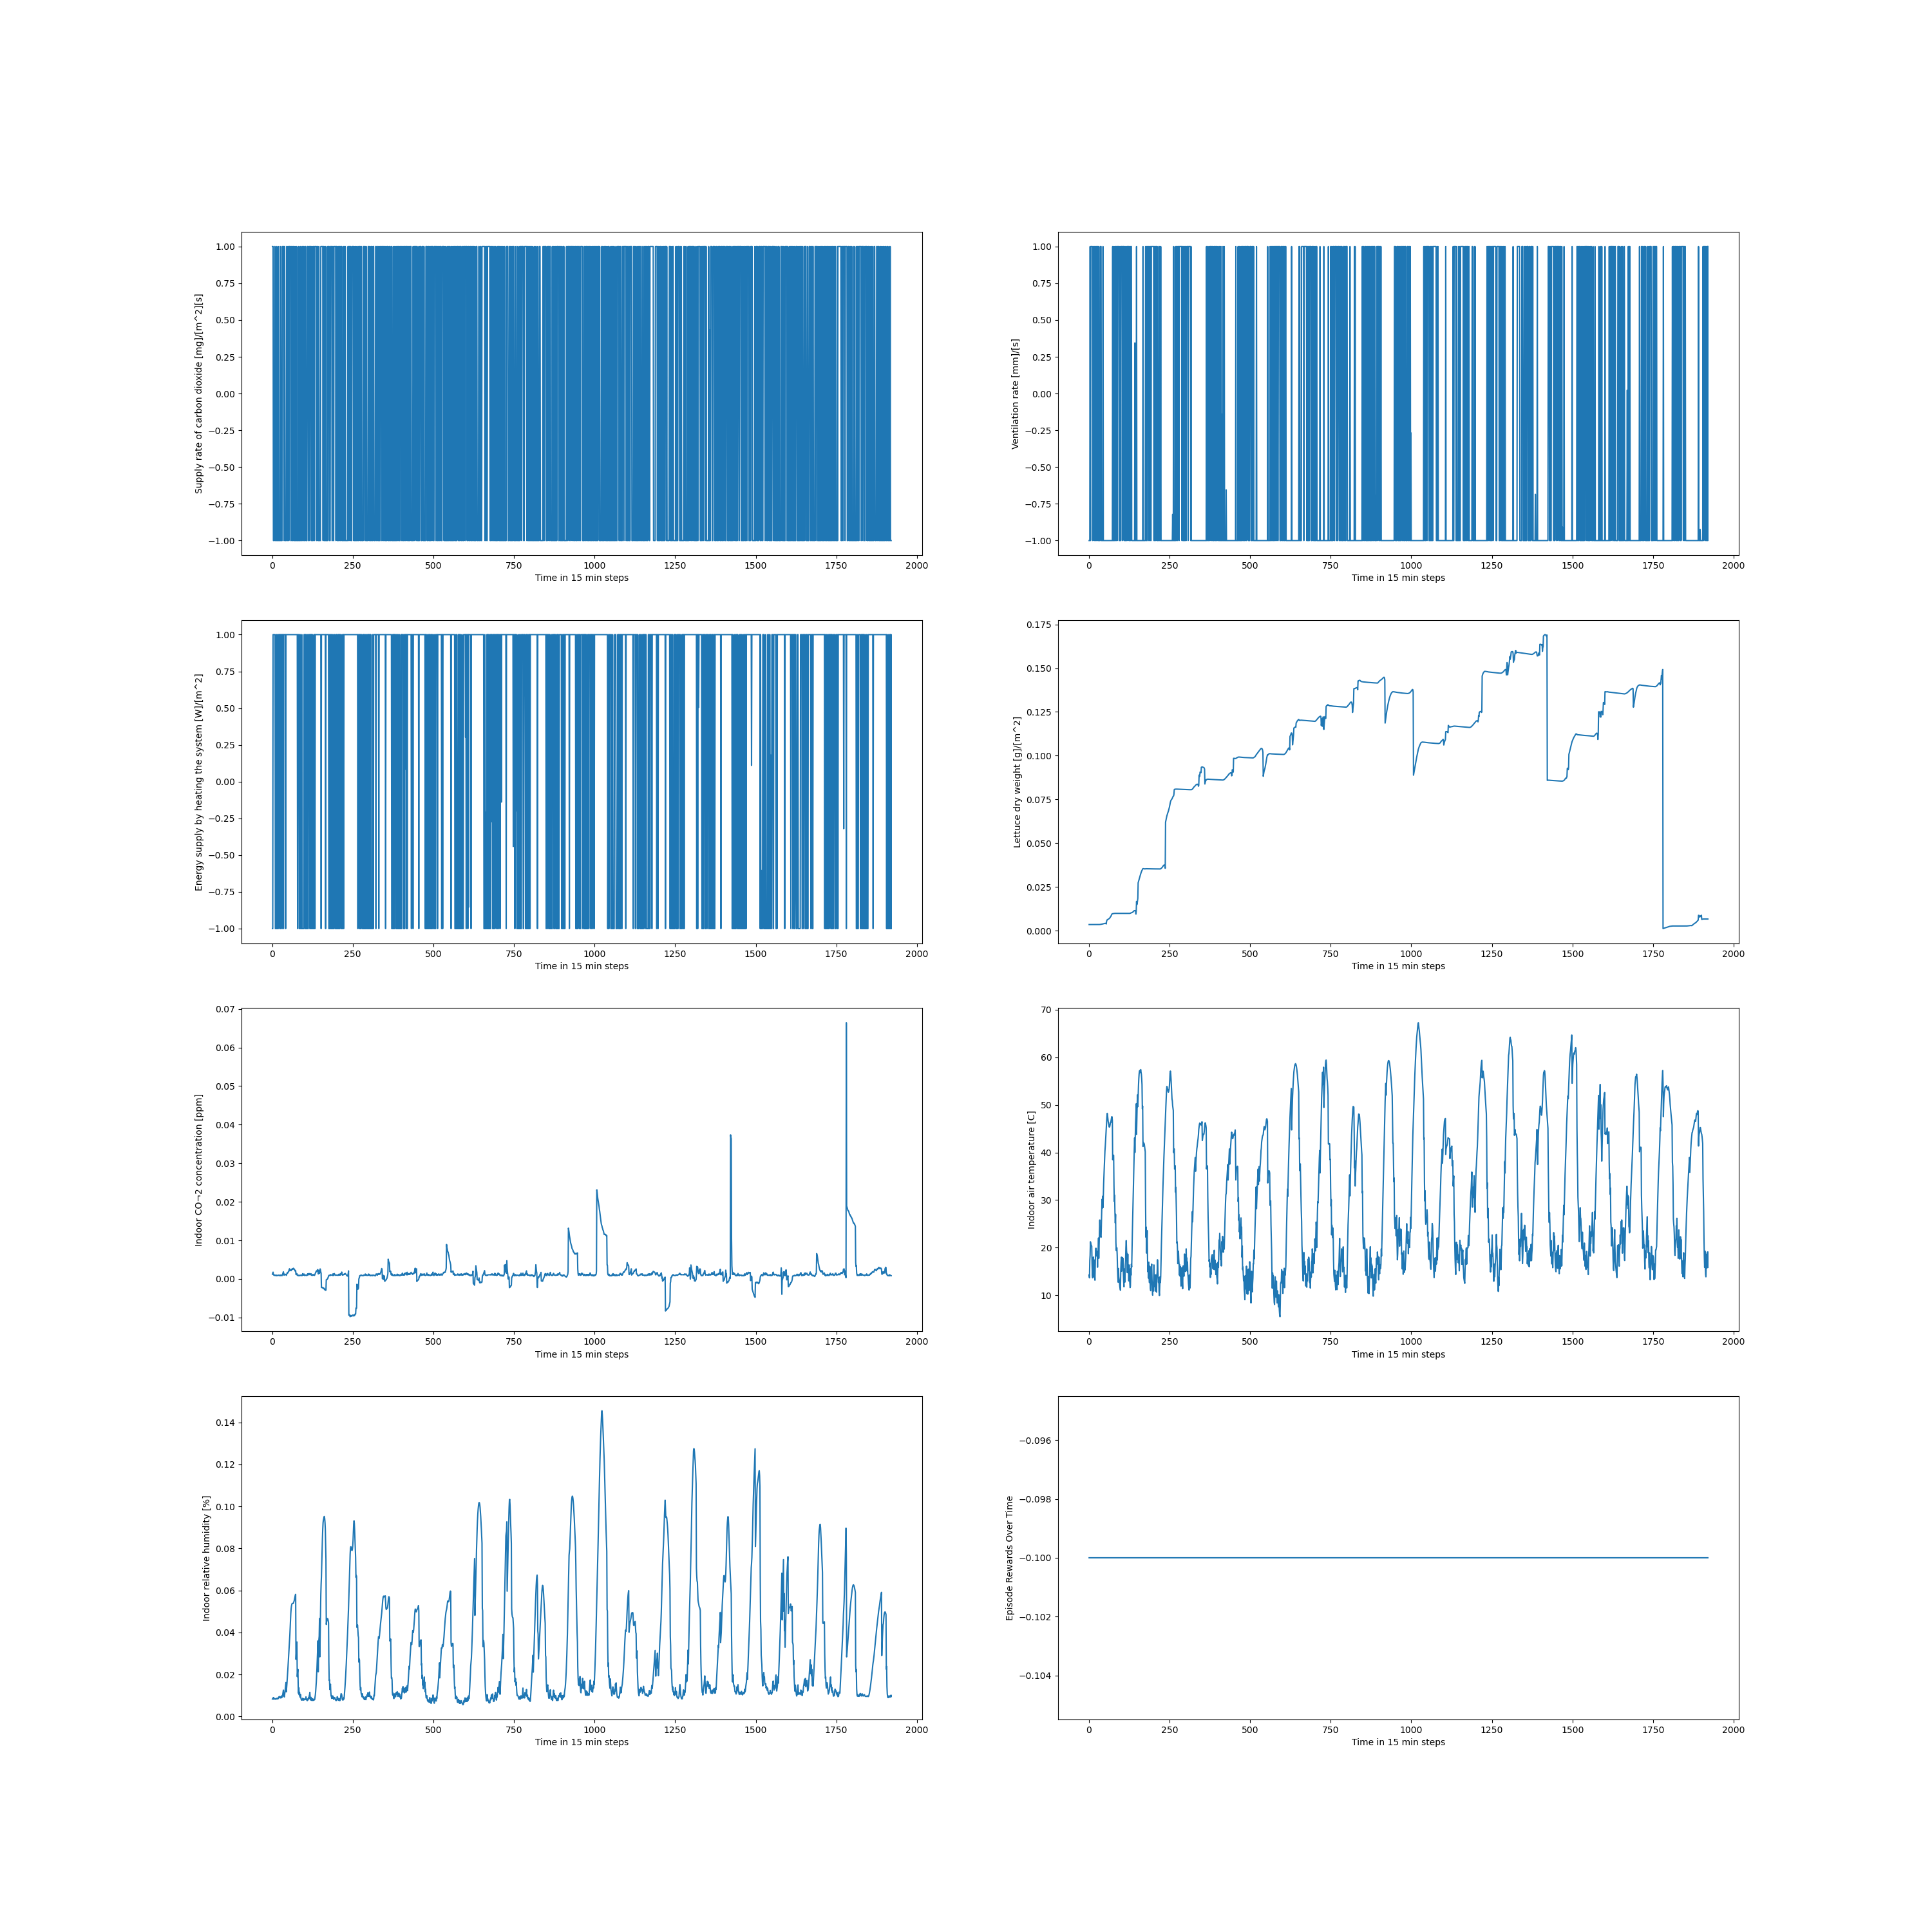 Supply rate of carbon dioxide [mg]/[m^2][s]
1.00
0.75
0.50
0.25
0.00
−0.25
−0.50
−0.75
−1.00
0 250 500 750 1000 1250 1500 1750 2000
Time in 15 min steps
Ventilation rate [mm]/[s]
1.00
0.75
0.50
0.25
0.00
−0.25
−0.50
−0.75
−1.00
0 250 500 750 1000 1250 1500 1750 2000
Time in 15 min steps
Energy supply by heating the system [W]/[m^2]
1.00
0.75
0.50
0.25
0.00
−0.25
−0.50
−0.75
−1.00
0 250 500 750 1000 1250 1500 1750 2000
Time in 15 min steps
Lettuce dry weight [g]/[m^2]
0.175
0.150
0.125
0.100
0.075
0.050
0.025
0.000
0 250 500 750 1000 1250 1500 1750 2000
Time in 15 min steps
Indoor CO¬2 concentration [ppm]
0.07
0.06
0.05
0.04
0.03
0.02
0.01
0.00
−0.01
0 250 500 750 1000 1250 1500 1750 2000
Time in 15 min steps
Indoor air temperature [C]
70
60
50
40
30
20
10
0 250 500 750 1000 1250 1500 1750 2000
Time in 15 min steps
Indoor relative humidity [%]
0.14
0.12
0.10
0.08
0.06
0.04
0.02
0.00
0 250 500 750 1000 1250 1500 1750 2000
Time in 15 min steps
Episode Rewards Over Time
−0.096
−0.098
−0.100
−0.102
−0.104
0 250 500 750 1000 1250 1500 1750 2000
Time in 15 min steps